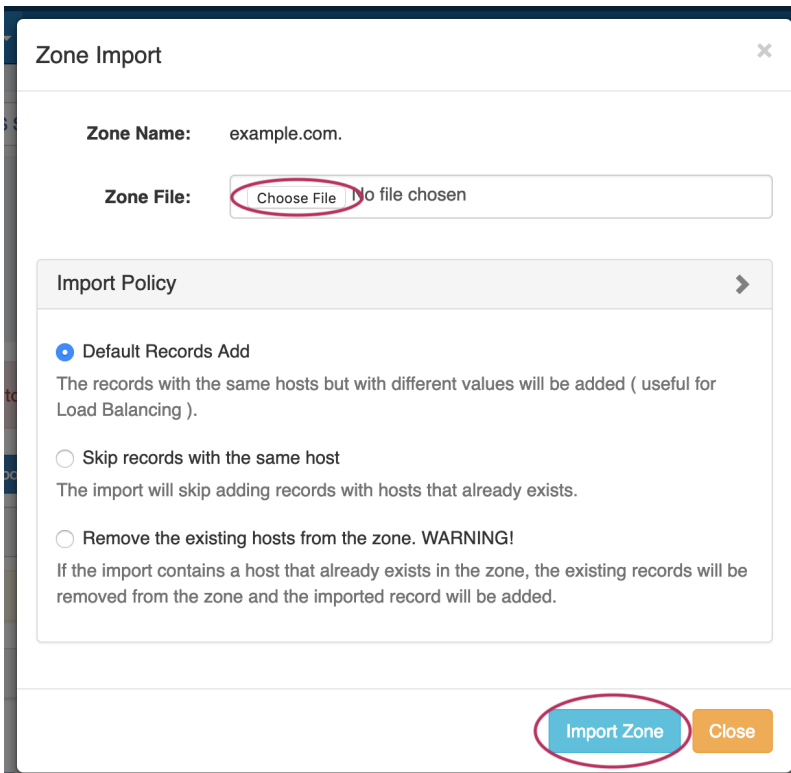 Zone Import
×
Zone Name: example.com.
Zone File: Choose File No file chosen
Import Policy
Default Records Add
The records with the same hosts but with different values will be added ( useful for
Load Balancing ).
Skip records with the same host
The import will skip adding records with hosts that already exists.
Remove the existing hosts from the zone. WARNING!
If the import contains a host that already exists in the zone, the existing records will be
removed from the zone and the imported record will be added.
Import Zone Close